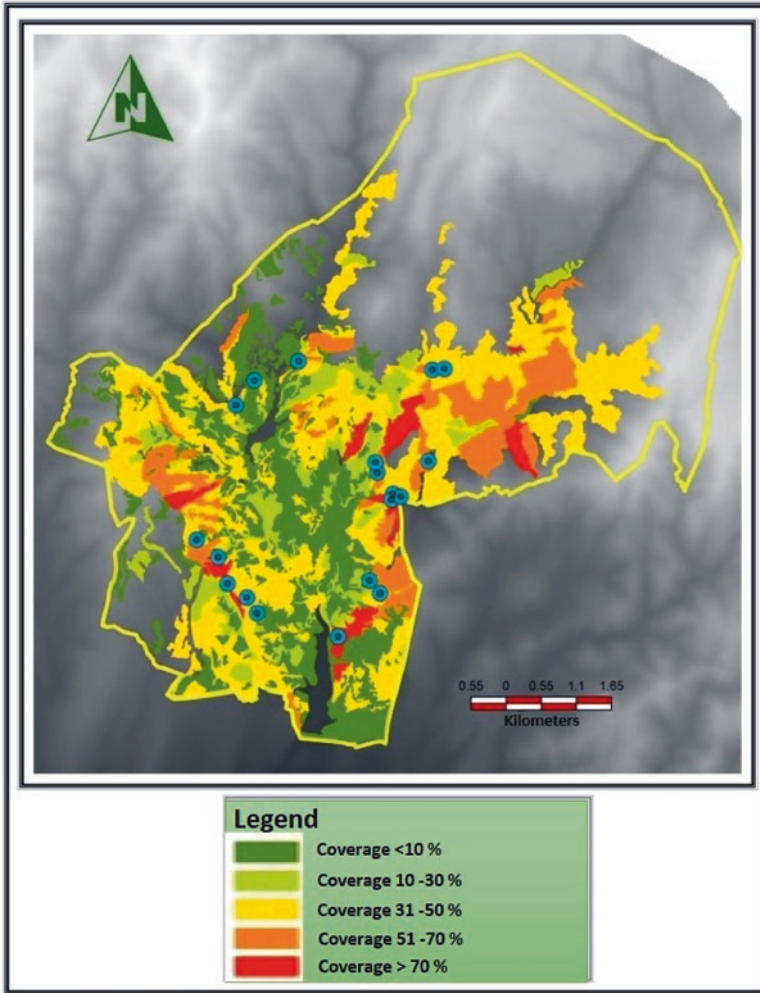 N
0.55 0 0.55 1.1 1.65
Kilometers
Legend
Coverage <10 %
Coverage 10 -30 %
Coverage 31 -50 %
Coverage 51 -70 %
Coverage > 70 %